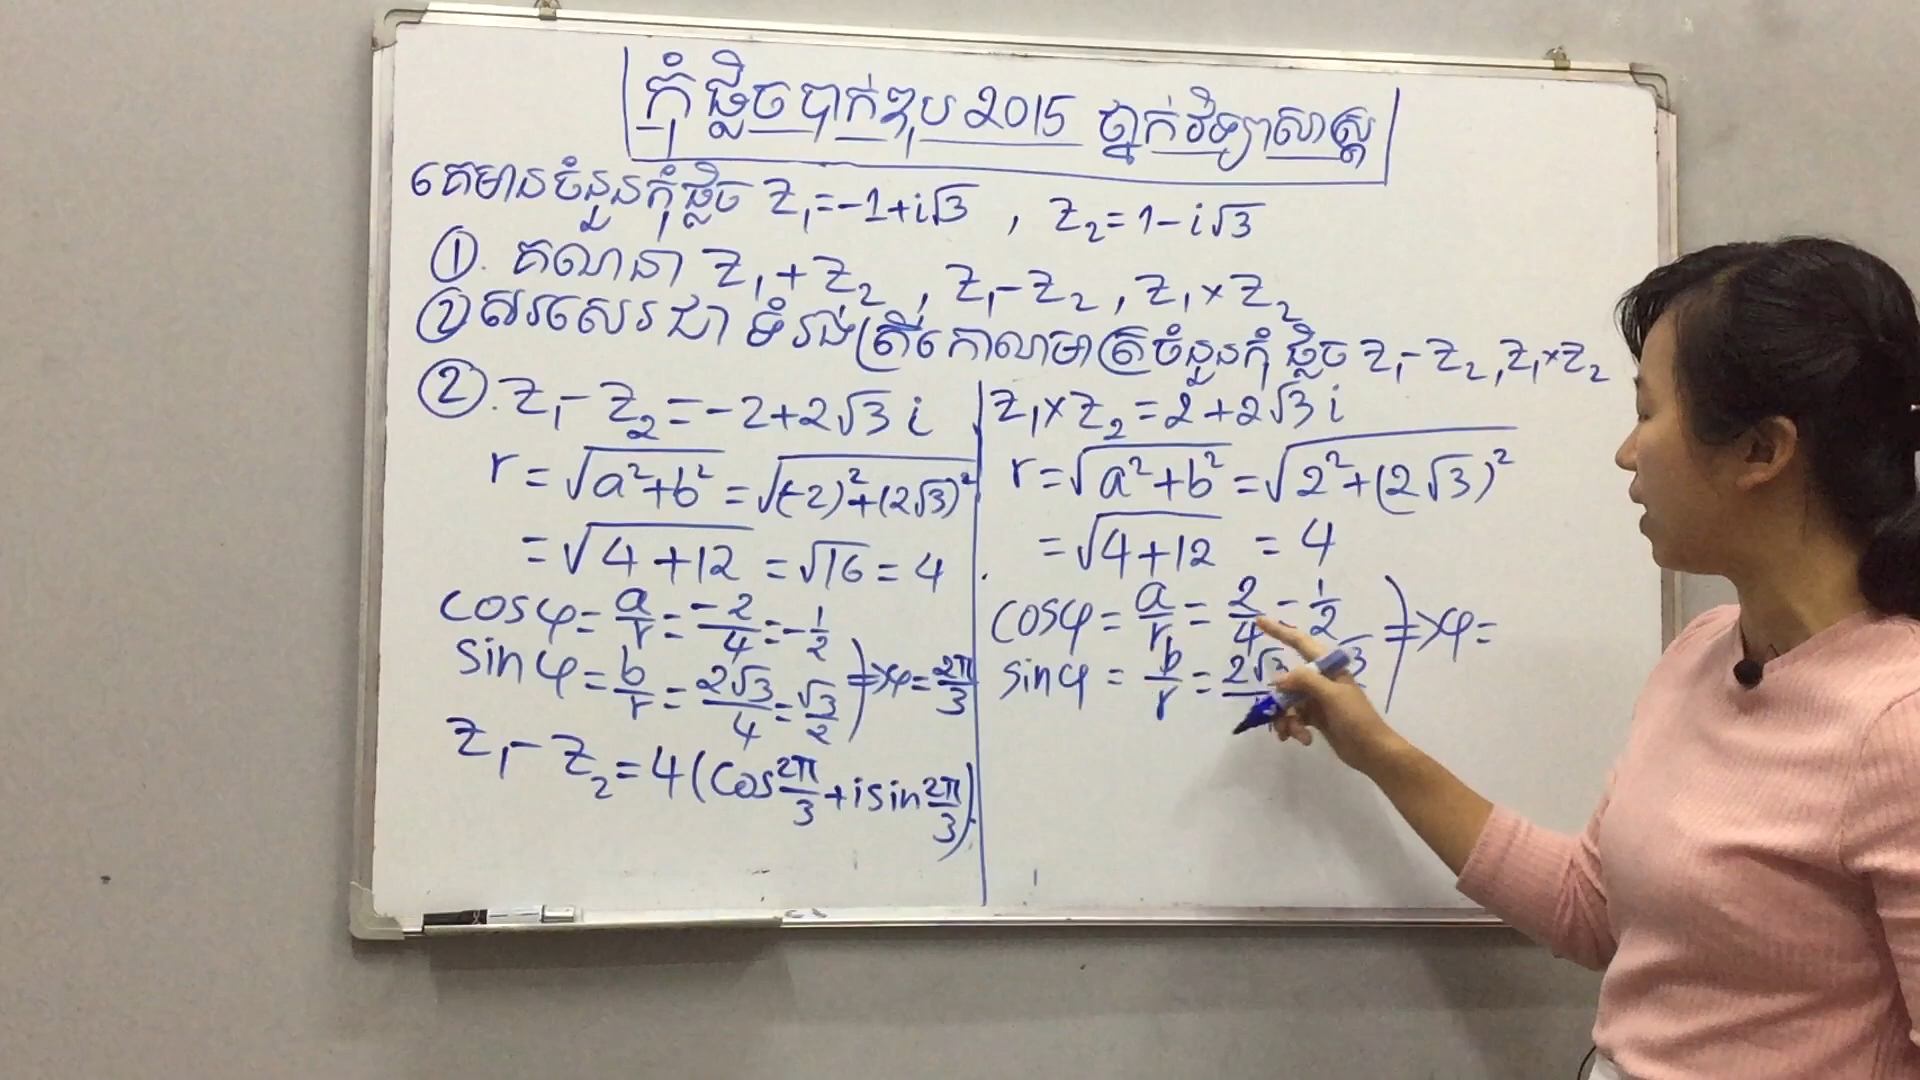 កុំផ្លិចបាក់ឌុប 2015 ថ្នាក់វិទ្យាសាស្ត្រ
គេមានចំនួនកុំផ្លិច Z₁=-1+i√3 , Z₂=1-i√3
①. គណនា Z₁+Z₂ , Z₁-Z₂ , Z₁×Z₂
② សរសេរជា ទំរង់ត្រីកោណមាត្រចំនួនកុំផ្លិច Z₁-Z₂, Z₁×Z₂
②. Z₁-Z₂=-2+2√3 i
r=√(a²+b²)=√((-2)²+(2√3)²)
=√(4+12)=√16=4
cosφ=a/r=-2/4=-1/2
sinφ=b/r=2√3/4=√3/2 ⇒φ=2π/3
Z₁-Z₂=4(cos2π/3+isin2π/3).
Z₁×Z₂=2+2√3 i
r=√(a²+b²)=√(2²+(2√3)²)
=√(4+12) =4
cosφ=a/r=2/4=1/2 ⇒φ=
sinφ=b/r=2√3